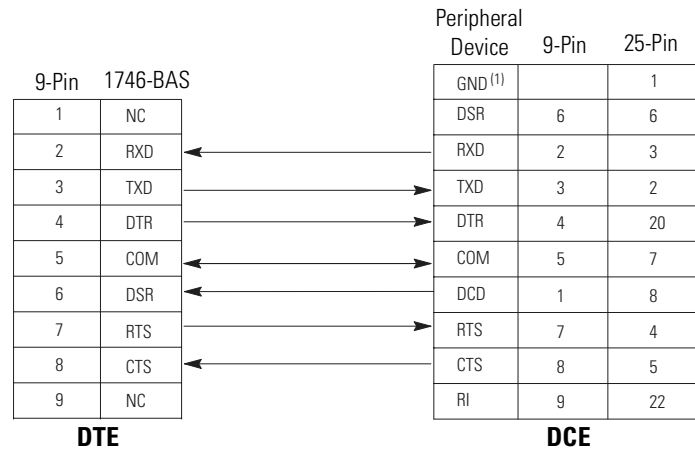 Peripheral
Device 9-Pin 25-Pin
9-Pin 1746-BAS
GND (1) 1
1 NC DSR 6 6
2 RXD RXD 2 3
3 TXD TXD 3 2
4 DTR DTR 4 20
5 COM COM 5 7
6 DSR DCD 1 8
7 RTS RTS 7 4
8 CTS CTS 8 5
9 NC RI 9 22
DTE DCE